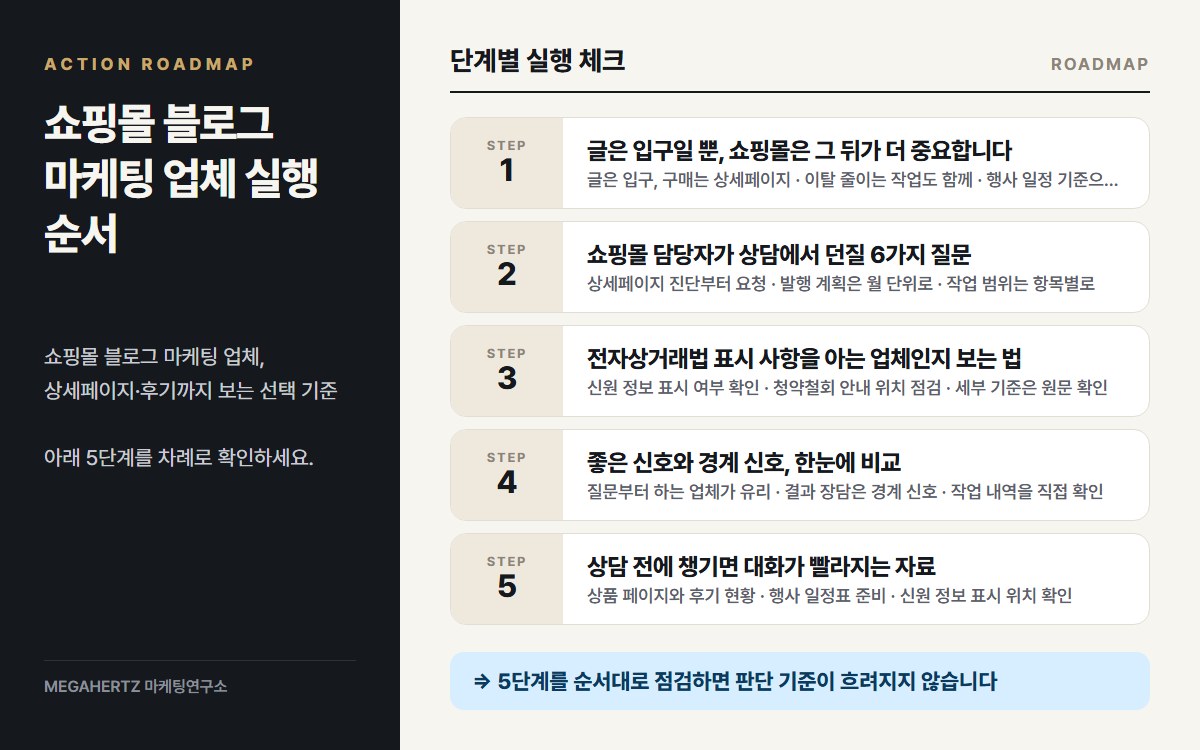 ACTION ROADMAP
쇼핑몰 블로그
마케팅 업체 실행
순서
쇼핑몰 블로그 마케팅 업체,
상세페이지·후기까지 보는 선택 기준
아래 5단계를 차례로 확인하세요.
MEGAHERTZ 마케팅연구소
단계별 실행 체크
ROADMAP
STEP
1
글은 입구일 뿐, 쇼핑몰은 그 뒤가 더 중요합니다
글은 입구, 구매는 상세페이지 · 이탈 줄이는 작업도 함께 · 행사 일정 기준으...
STEP
2
쇼핑몰 담당자가 상담에서 던질 6가지 질문
상세페이지 진단부터 요청 · 발행 계획은 월 단위로 · 작업 범위는 항목별로
STEP
3
전자상거래법 표시 사항을 아는 업체인지 보는 법
신원 정보 표시 여부 확인 · 청약철회 안내 위치 점검 · 세부 기준은 원문 확인
STEP
4
좋은 신호와 경계 신호, 한눈에 비교
질문부터 하는 업체가 유리 · 결과 장담은 경계 신호 · 작업 내역을 직접 확인
STEP
5
상담 전에 챙기면 대화가 빨라지는 자료
상품 페이지와 후기 현황 · 행사 일정표 준비 · 신원 정보 표시 위치 확인
⇒ 5단계를 순서대로 점검하면 판단 기준이 흐려지지 않습니다